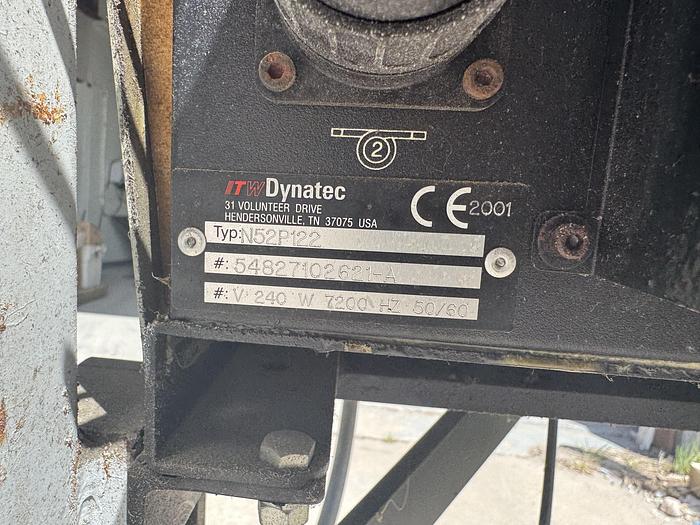 2
ITW Dynatec
31 VOLUNTEER DRIVE
HENDERSONVILLE, TN 37075 USA
CE 2001
Typ: N52P122
#: 54827102621-A
#: V 240 W 7200 HZ 50/60